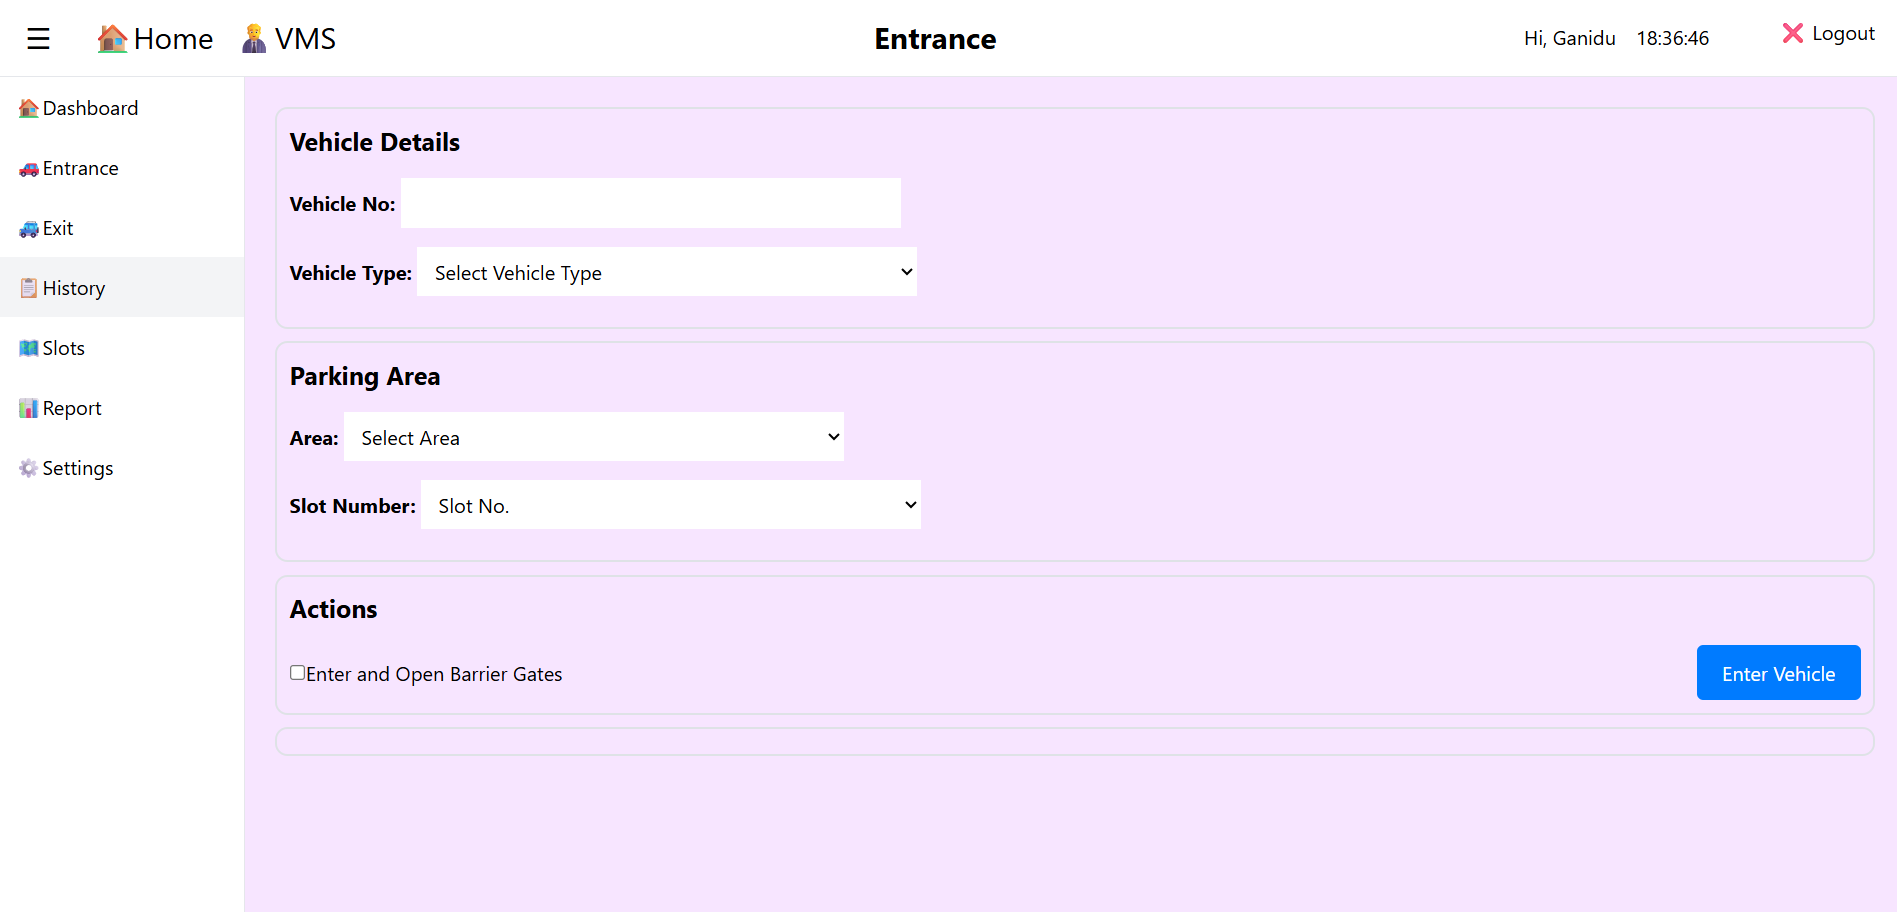 ☰ Home VMS Entrance Hi, Ganidu 18:36:46 Logout
Dashboard
Entrance
Exit
History
Slots
Report
Settings
Vehicle Details
Vehicle No:
Vehicle Type: Select Vehicle Type
Parking Area
Area: Select Area
Slot Number: Slot No.
Actions
Enter and Open Barrier Gates Enter Vehicle